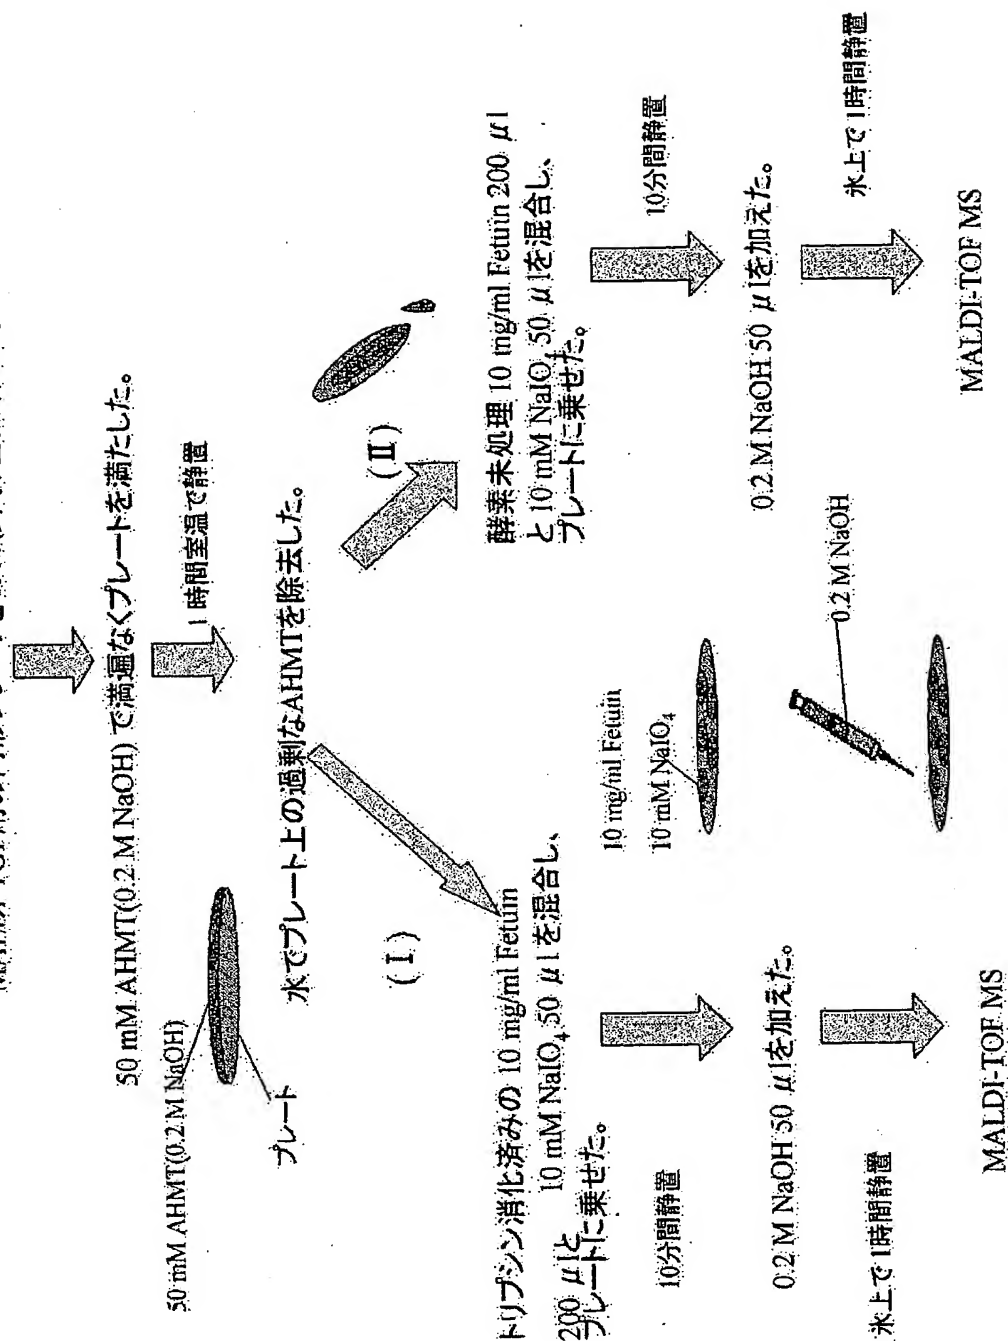 50 mM AHMT(0.2 M NaOH) で満遍なくプレートを満たした。
50 mM AHMT(0.2 M NaOH)
プレート
1時間室温で静置
水でプレート上の過剰なAHMTを除去した。
(I)
(II)
トリプシン消化済みの 10 mg/ml Fetuin
200 μlと 10 mM NaIO4 50 μlを混合し、
プレートに乗せた。
10分間静置
0.2 M NaOH 50 μlを加えた。
氷上で1時間静置
MALDI-TOF MS
10 mg/ml Fetuin
10 mM NaIO4
0.2 M NaOH
酵素未処理 10 mg/ml Fetuin 200 μl
と 10 mM NaIO4 50 μlを混合し、
プレートに乗せた。
10分間静置
0.2 M NaOH 50 μlを加えた。
氷上で1時間静置
MALDI-TOF MS